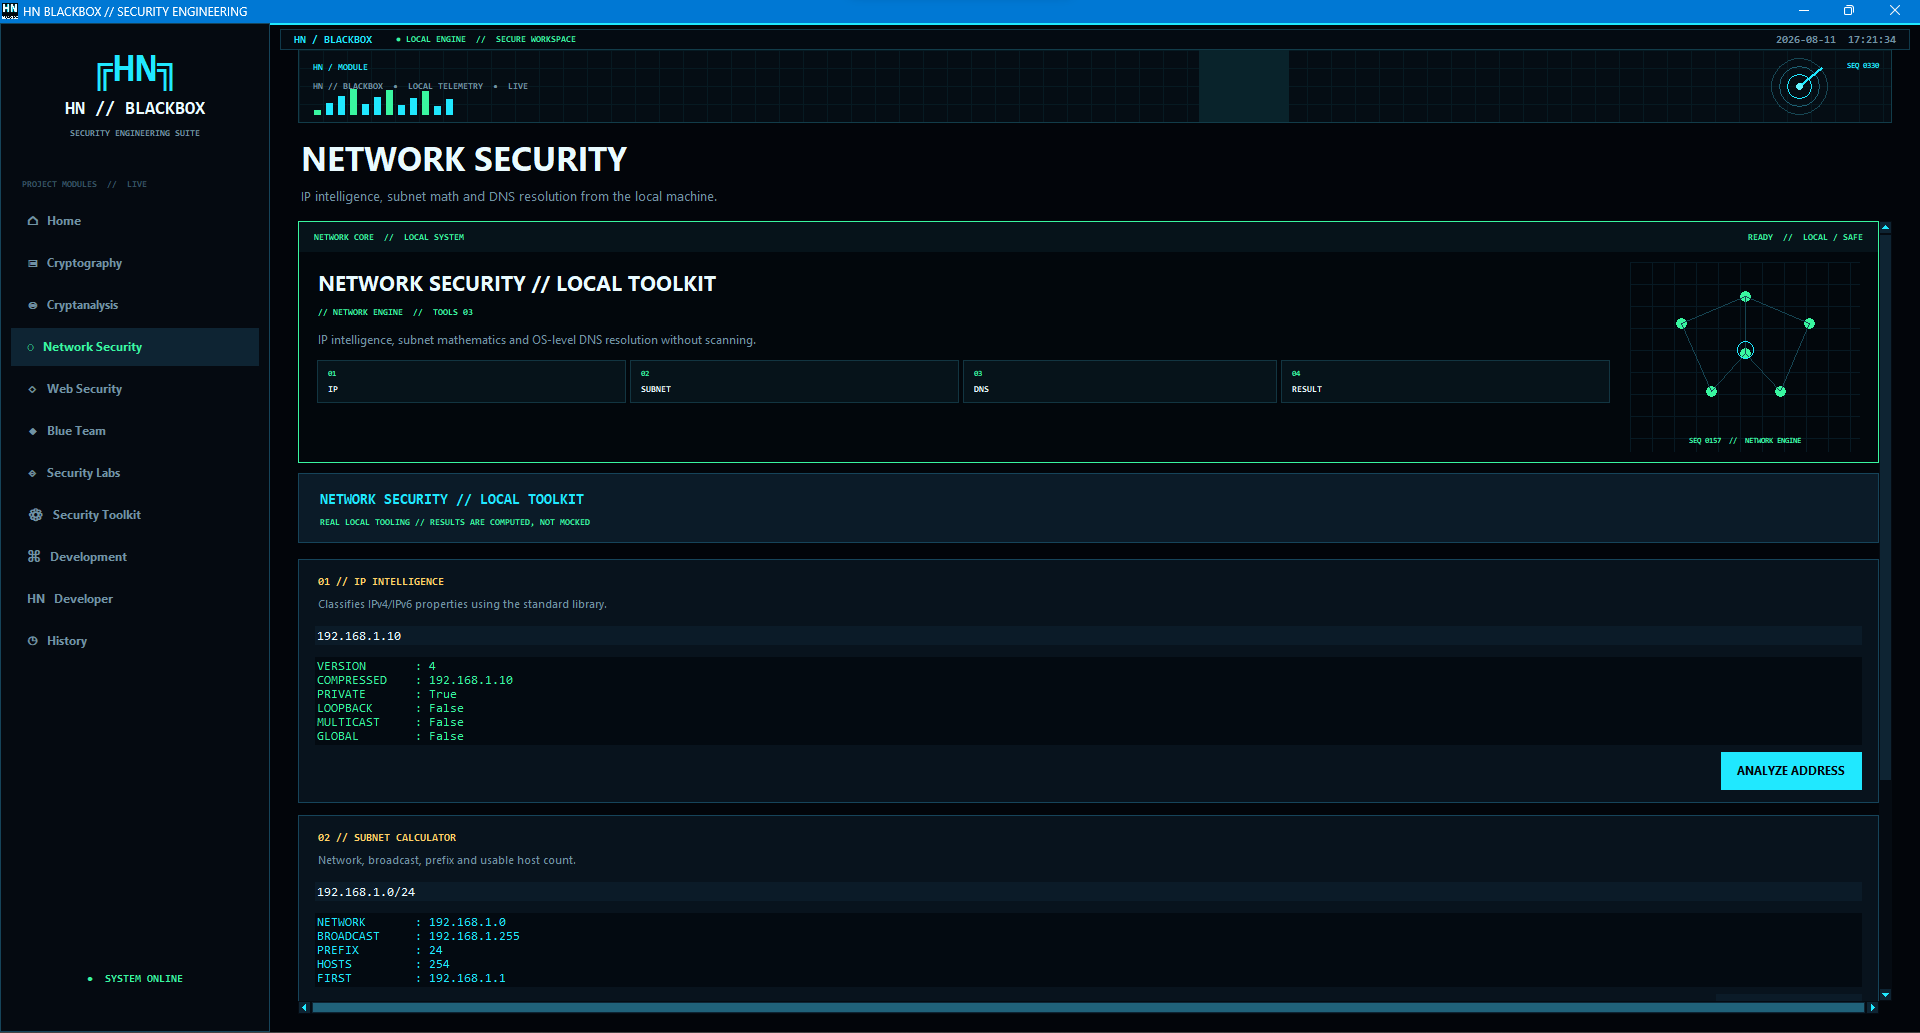 HN HN BLACKBOX // SECURITY ENGINEERING
╔HN╗
HN // BLACKBOX
SECURITY ENGINEERING SUITE
PROJECT MODULES // LIVE
Home
Cryptography
Cryptanalysis
Network Security
Web Security
Blue Team
Security Labs
Security Toolkit
⌘ Development
HN Developer
History
● SYSTEM ONLINE
HN / BLACKBOX ● LOCAL ENGINE // SECURE WORKSPACE 2026-08-11 17:21:34
HN / MODULE SEQ 0330
HN // BLACKBOX ● LOCAL TELEMETRY ● LIVE
NETWORK SECURITY
IP intelligence, subnet math and DNS resolution from the local machine.
NETWORK CORE // LOCAL SYSTEM READY // LOCAL / SAFE
NETWORK SECURITY // LOCAL TOOLKIT
// NETWORK ENGINE // TOOLS 03
IP intelligence, subnet mathematics and OS-level DNS resolution without scanning.
01 02 03 04
IP SUBNET DNS RESULT
SEQ 0157 // NETWORK ENGINE
NETWORK SECURITY // LOCAL TOOLKIT
REAL LOCAL TOOLING // RESULTS ARE COMPUTED, NOT MOCKED
01 // IP INTELLIGENCE
Classifies IPv4/IPv6 properties using the standard library.
192.168.1.10
VERSION : 4
COMPRESSED : 192.168.1.10
PRIVATE : True
LOOPBACK : False
MULTICAST : False
GLOBAL : False
ANALYZE ADDRESS
02 // SUBNET CALCULATOR
Network, broadcast, prefix and usable host count.
192.168.1.0/24
NETWORK : 192.168.1.0
BROADCAST : 192.168.1.255
PREFIX : 24
HOSTS : 254
FIRST : 192.168.1.1